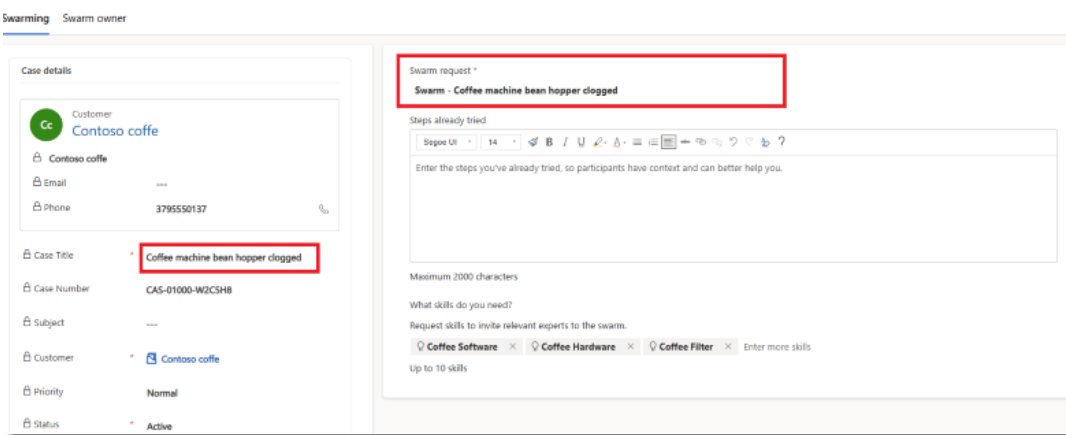 Swarming Swarm owner
Case details
Cc
Customer
Contoso coffe
Contoso coffe
Email ---
Phone 3795550137
Case Title * Coffee machine bean hopper clogged
Case Number CAS-01000-W2C5H8
Subject ---
Customer * Contoso coffe
Priority Normal
Status * Active
Swarm request *
Swarm - Coffee machine bean hopper clogged
Steps already tried
Segoe UI 14 B I U A ?
Enter the steps you've already tried, so participants have context and can better help you.
Maximum 2000 characters
What skills do you need?
Request skills to invite relevant experts to the swarm.
Coffee Software × Coffee Hardware × Coffee Filter × Enter more skills
Up to 10 skills